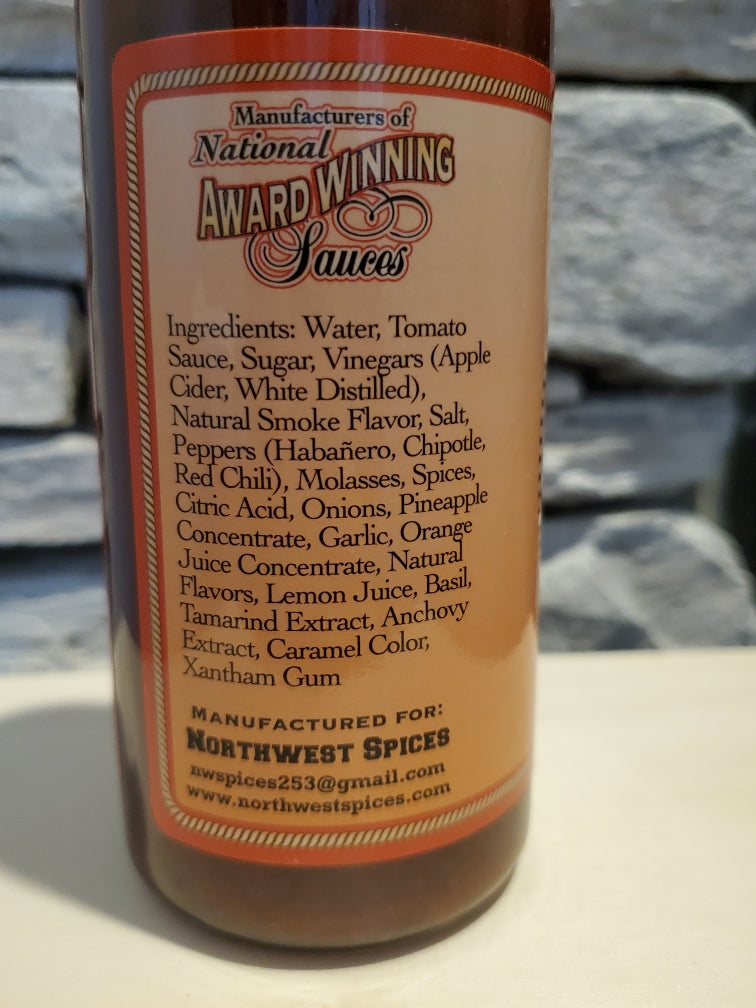 Manufacturers of
National
AWARD WINNING
Sauces
Ingredients: Water, Tomato
Sauce, Sugar, Vinegars (Apple
Cider, White Distilled),
Natural Smoke Flavor, Salt,
Peppers (Habañero, Chipotle,
Red Chili), Molasses, Spices,
Citric Acid, Onions, Pineapple
Concentrate, Garlic, Orange
Juice Concentrate, Natural
Flavors, Lemon Juice, Basil,
Tamarind Extract, Anchovy
Extract, Caramel Color,
Xantham Gum
MANUFACTURED FOR:
NORTHWEST SPICES
nwspices253@gmail.com
www.northwestspices.com